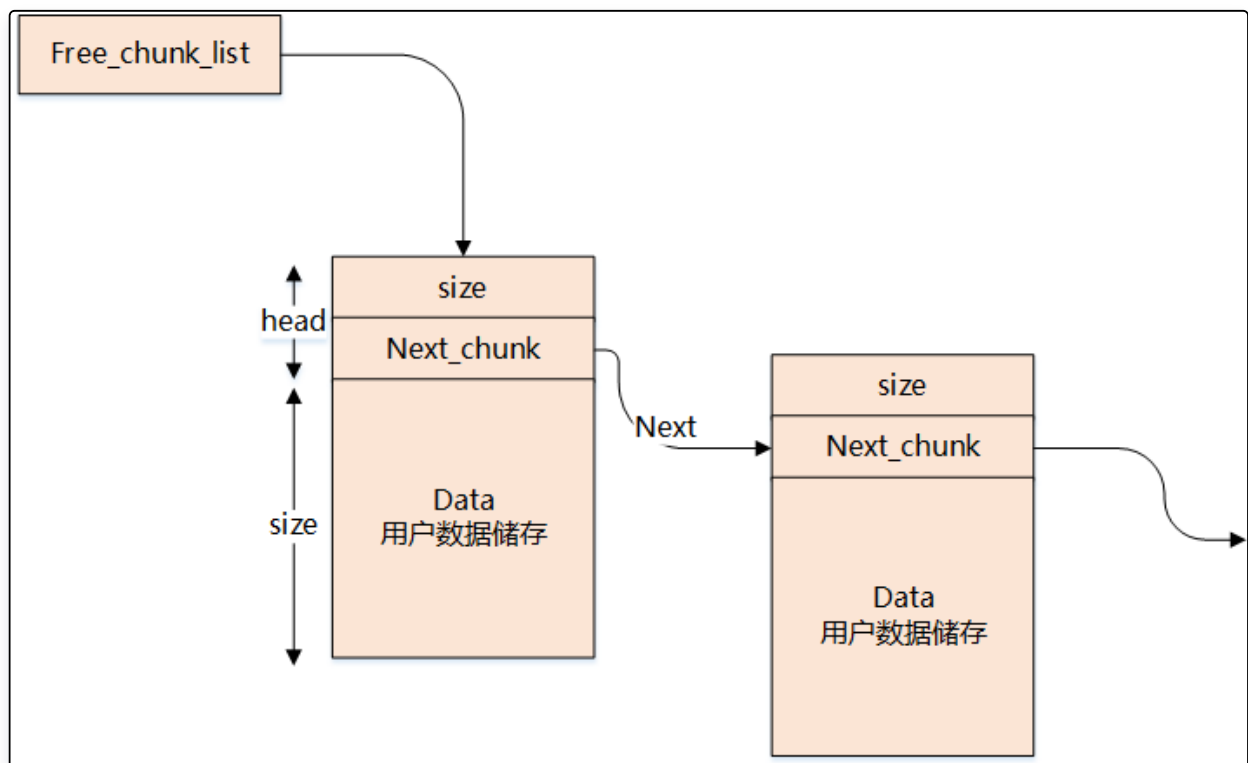 Free_chunk_list
size
head
Next_chunk
size
Next
Next_chunk
Data
用户数据储存
size
Data
用户数据储存